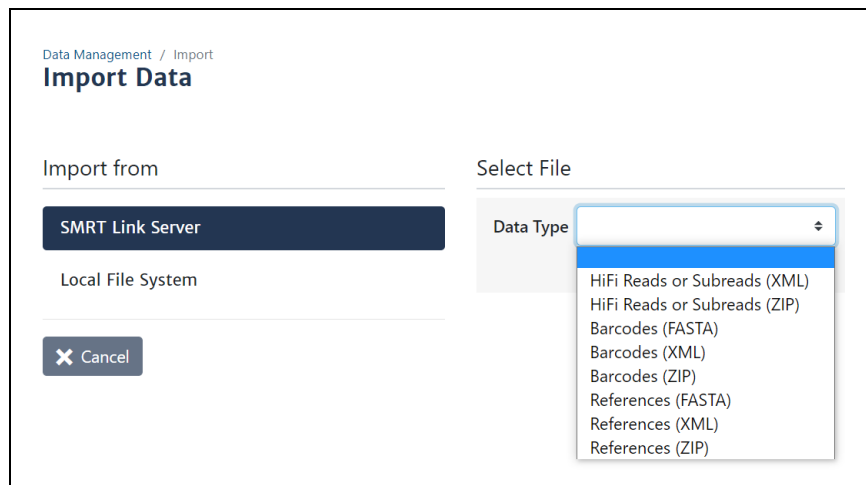 Data Management / Import
Import Data
Import from
SMRT Link Server
Local File System
Cancel
Select File
Data Type
HiFi Reads or Subreads (XML)
HiFi Reads or Subreads (ZIP)
Barcodes (FASTA)
Barcodes (XML)
Barcodes (ZIP)
References (FASTA)
References (XML)
References (ZIP)